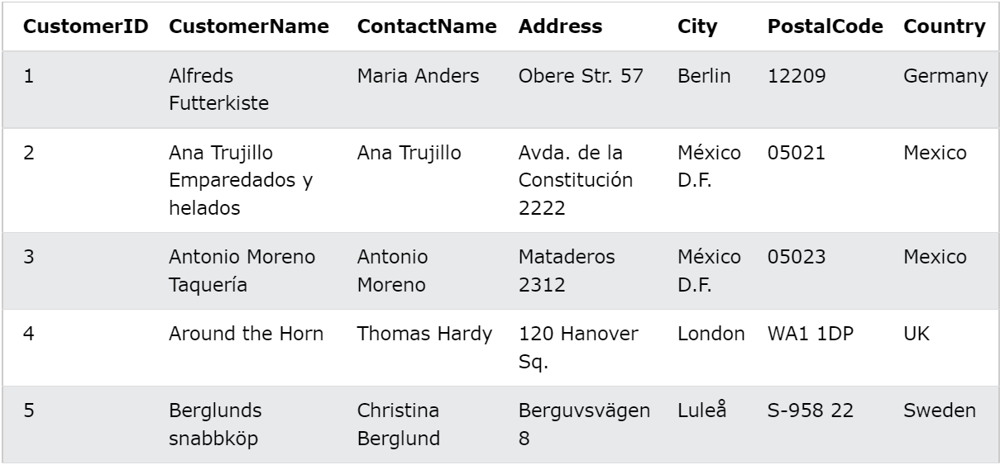 CustomerID CustomerName ContactName Address City PostalCode Country
1 Alfreds Maria Anders Obere Str. 57 Berlin 12209 Germany
Futterkiste
2 Ana Trujillo Ana Trujillo Avda. de la México 05021 Mexico
Emparedados y Constitución D.F.
helados 2222
3 Antonio Moreno Antonio Mataderos México 05023 Mexico
Taquería Moreno 2312 D.F.
4 Around the Horn Thomas Hardy 120 Hanover London WA1 1DP UK
Sq.
5 Berglunds Christina Berguvsvägen Luleå S-958 22 Sweden
snabbköp Berglund 8